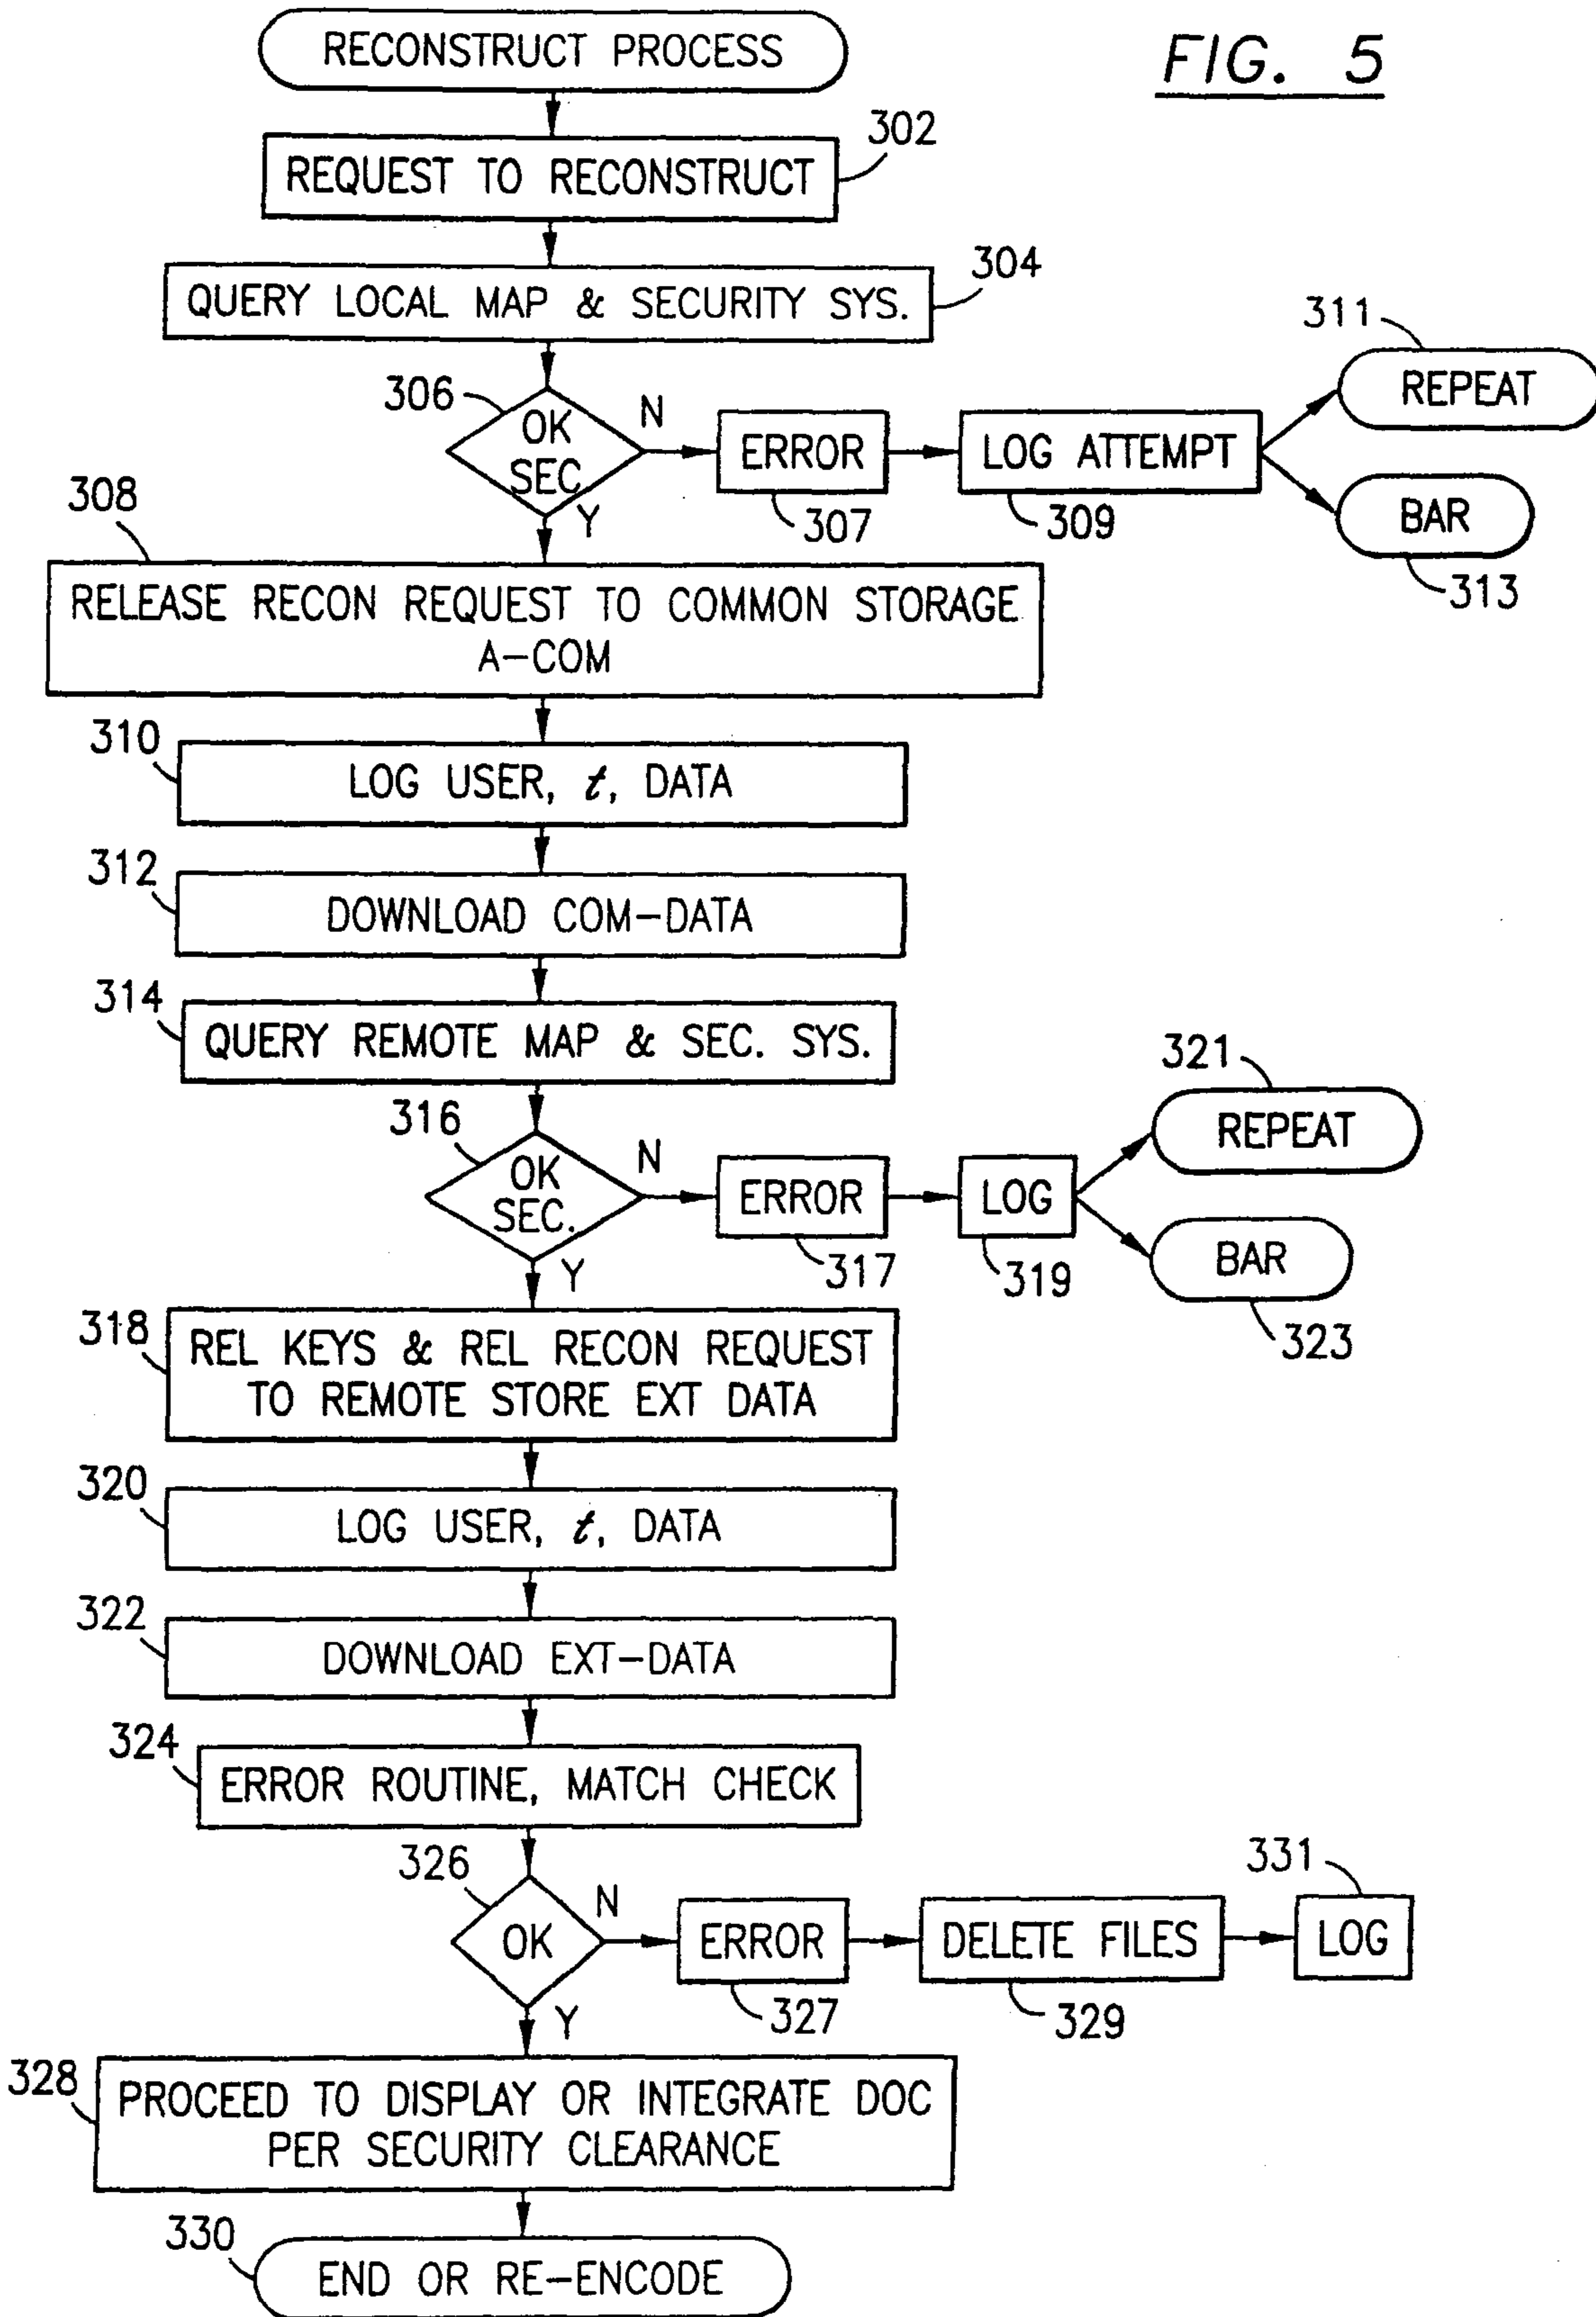 RECONSTRUCT PROCESS
FIG. 5
302
REQUEST TO RECONSTRUCT
304
QUERY LOCAL MAP & SECURITY SYS.
306
OK
SEC
N
Y
ERROR
307
LOG ATTEMPT
309
311
REPEAT
BAR
313
308
RELEASE RECON REQUEST TO COMMON STORAGE
A-COM
310
LOG USER, t, DATA
312
DOWNLOAD COM-DATA
314
QUERY REMOTE MAP & SEC. SYS.
316
OK
SEC.
N
Y
ERROR
317
LOG
319
321
REPEAT
BAR
323
318
REL KEYS & REL RECON REQUEST
TO REMOTE STORE EXT DATA
320
LOG USER, t, DATA
322
DOWNLOAD EXT-DATA
324
ERROR ROUTINE, MATCH CHECK
326
OK
N
Y
ERROR
327
DELETE FILES
329
331
LOG
328
PROCEED TO DISPLAY OR INTEGRATE DOC
PER SECURITY CLEARANCE
330
END OR RE-ENCODE